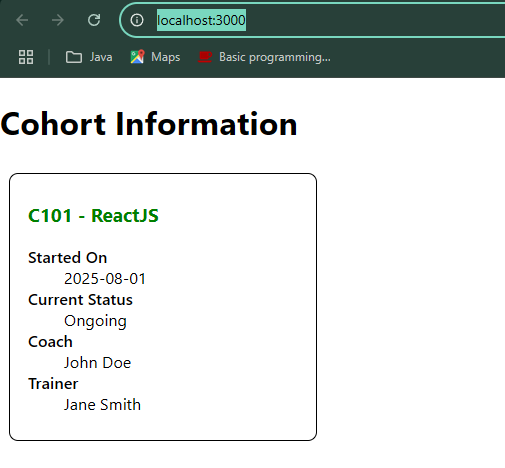 localhost:3000
Java Maps Basic programming...
Cohort Information
C101 - ReactJS
Started On
2025-08-01
Current Status
Ongoing
Coach
John Doe
Trainer
Jane Smith